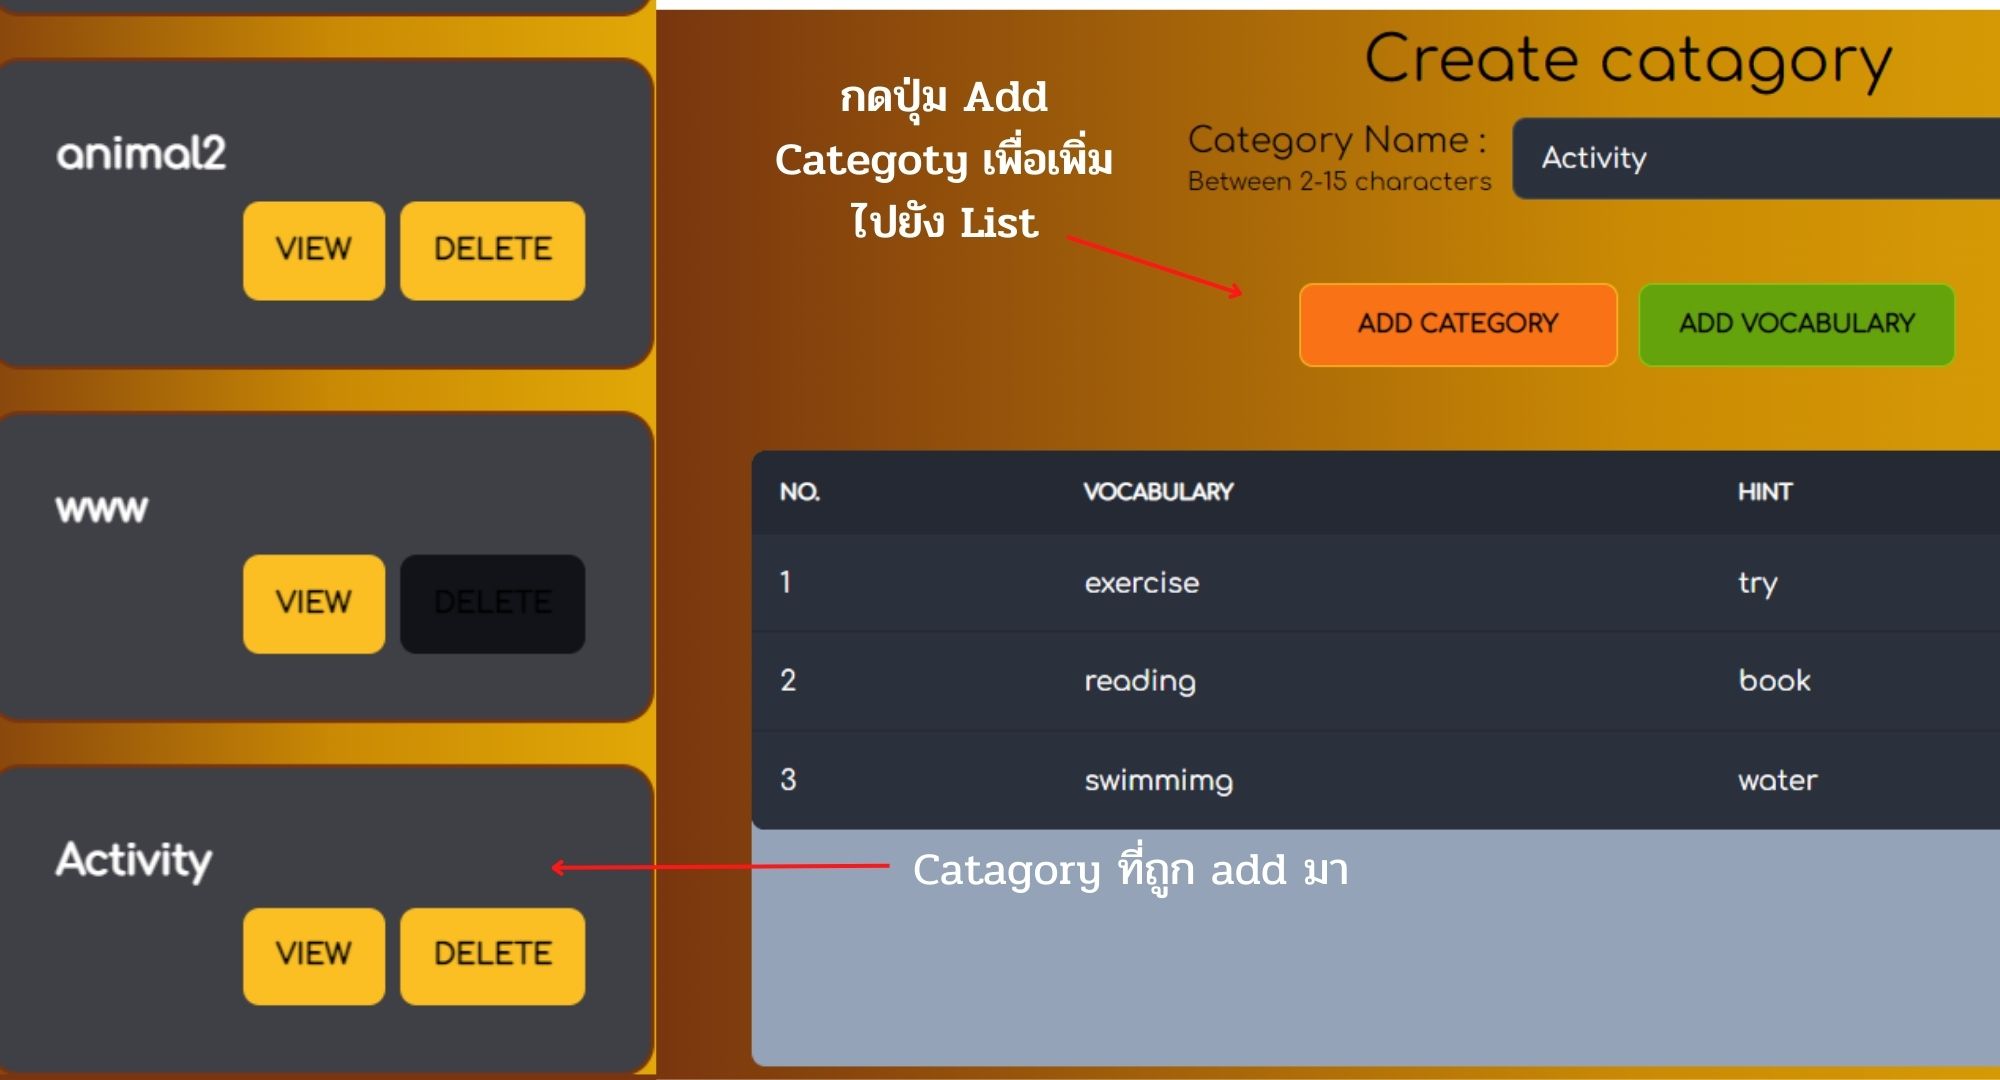 animal2
VIEW
DELETE
www
VIEW
DELETE
Activity
VIEW
DELETE
Create catagory
กดปุ่ม Add
Categoty เพื่อเพิ่ม
ไปยัง List
Category Name :
Between 2-15 characters
Activity
ADD CATEGORY
ADD VOCABULARY
NO. VOCABULARY HINT
1 exercise try
2 reading book
3 swimmimg water
Catagory ที่ถูก add มา